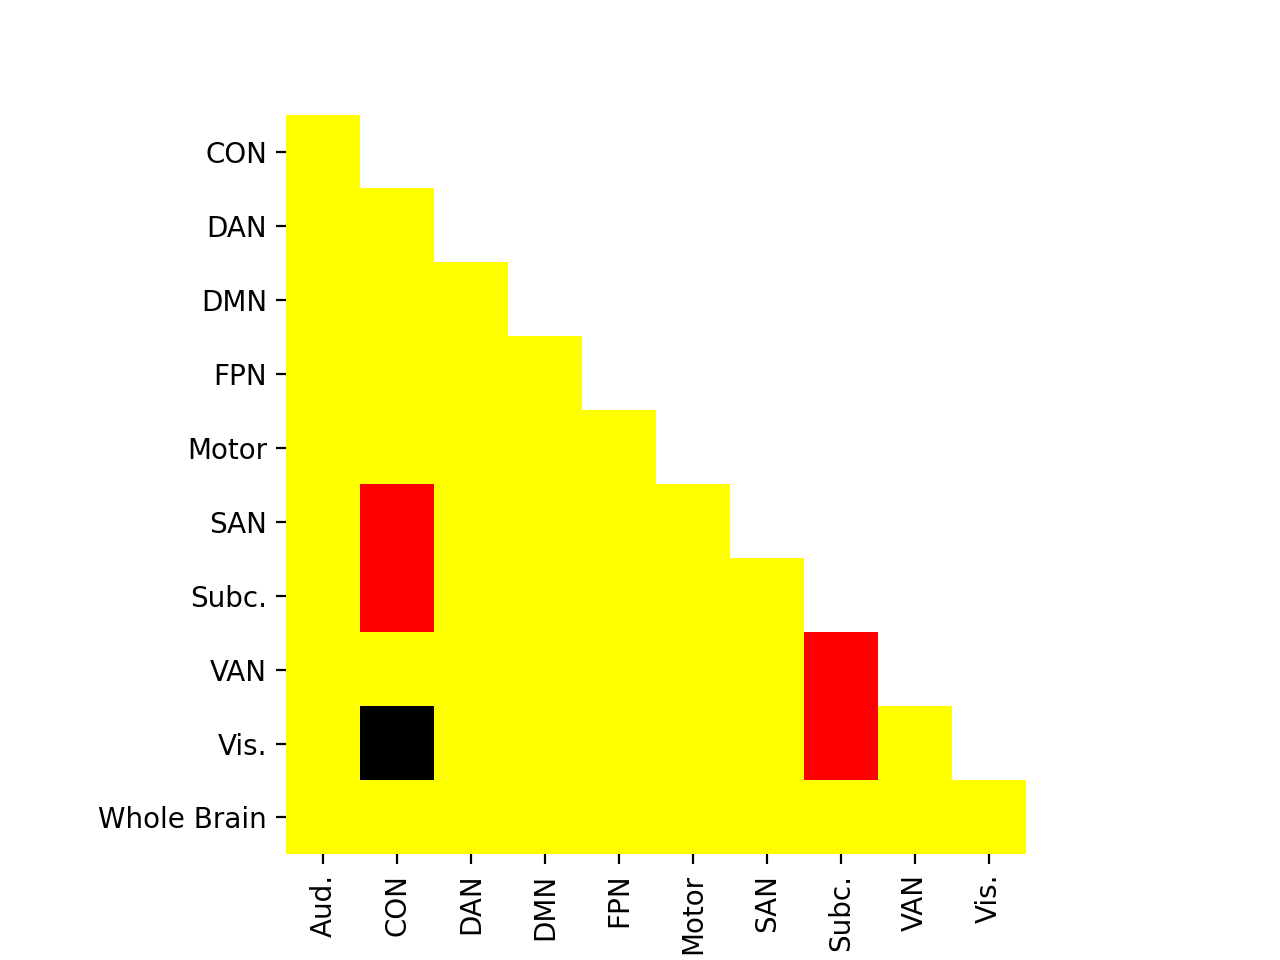 CON
DAN
DMN
FPN
Motor
SAN
Subc.
VAN
Vis.
Whole Brain
Aud.
CON
DAN
DMN
FPN
Motor
SAN
Subc.
VAN
Vis.